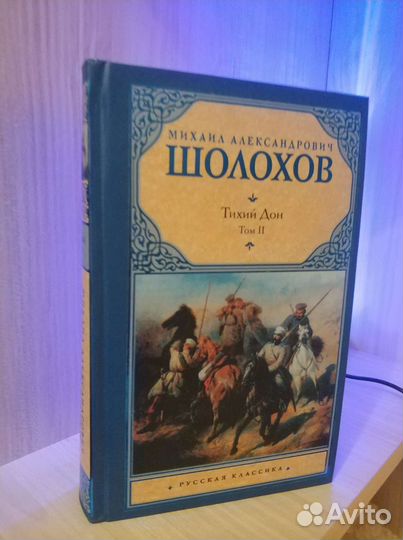 МИХАИЛ АЛЕКСАНДРОВИЧ
ШОЛОХОВ
Тихий Дон
Том II
РУССКАЯ КЛАССИКА
Avito